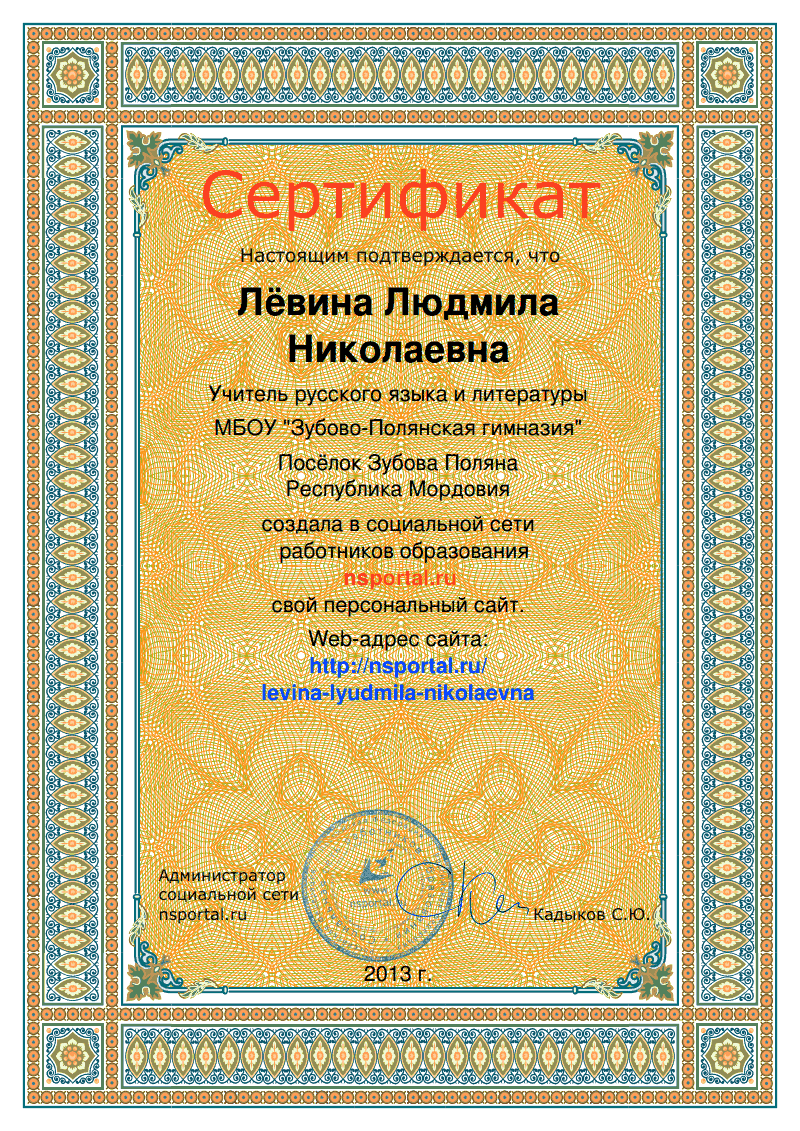 Сертификат
Настоящим подтверждается, что
Лёвина Людмила
Николаевна
Учитель русского языка и литературы
МБОУ "Зубово-Полянская гимназия"
Посёлок Зубова Поляна
Республика Мордовия
создала в социальной сети
работников образования
nsportal.ru
свой персональный сайт.
Web-адрес сайта:
http://nsportal.ru/
levina-lyudmila-nikolaevna
Администратор
социальной сети
nsportal.ru
www
nsportal
Кадыков С.Ю.
2013 г.